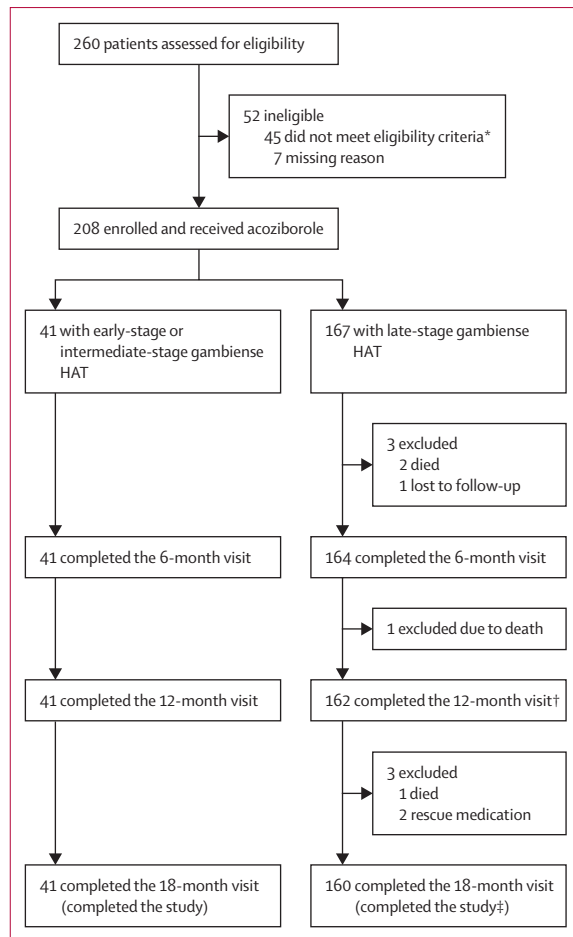 260 patients assessed for eligibility
52 ineligible
45 did not meet eligibility criteria*
7 missing reason
208 enrolled and received acoziborole
41 with early-stage or
intermediate-stage gambiense
HAT
167 with late-stage gambiense
HAT
3 excluded
2 died
1 lost to follow-up
41 completed the 6-month visit
164 completed the 6-month visit
1 excluded due to death
41 completed the 12-month visit
162 completed the 12-month visit†
3 excluded
1 died
2 rescue medication
41 completed the 18-month visit
(completed the study)
160 completed the 18-month visit
(completed the study‡)